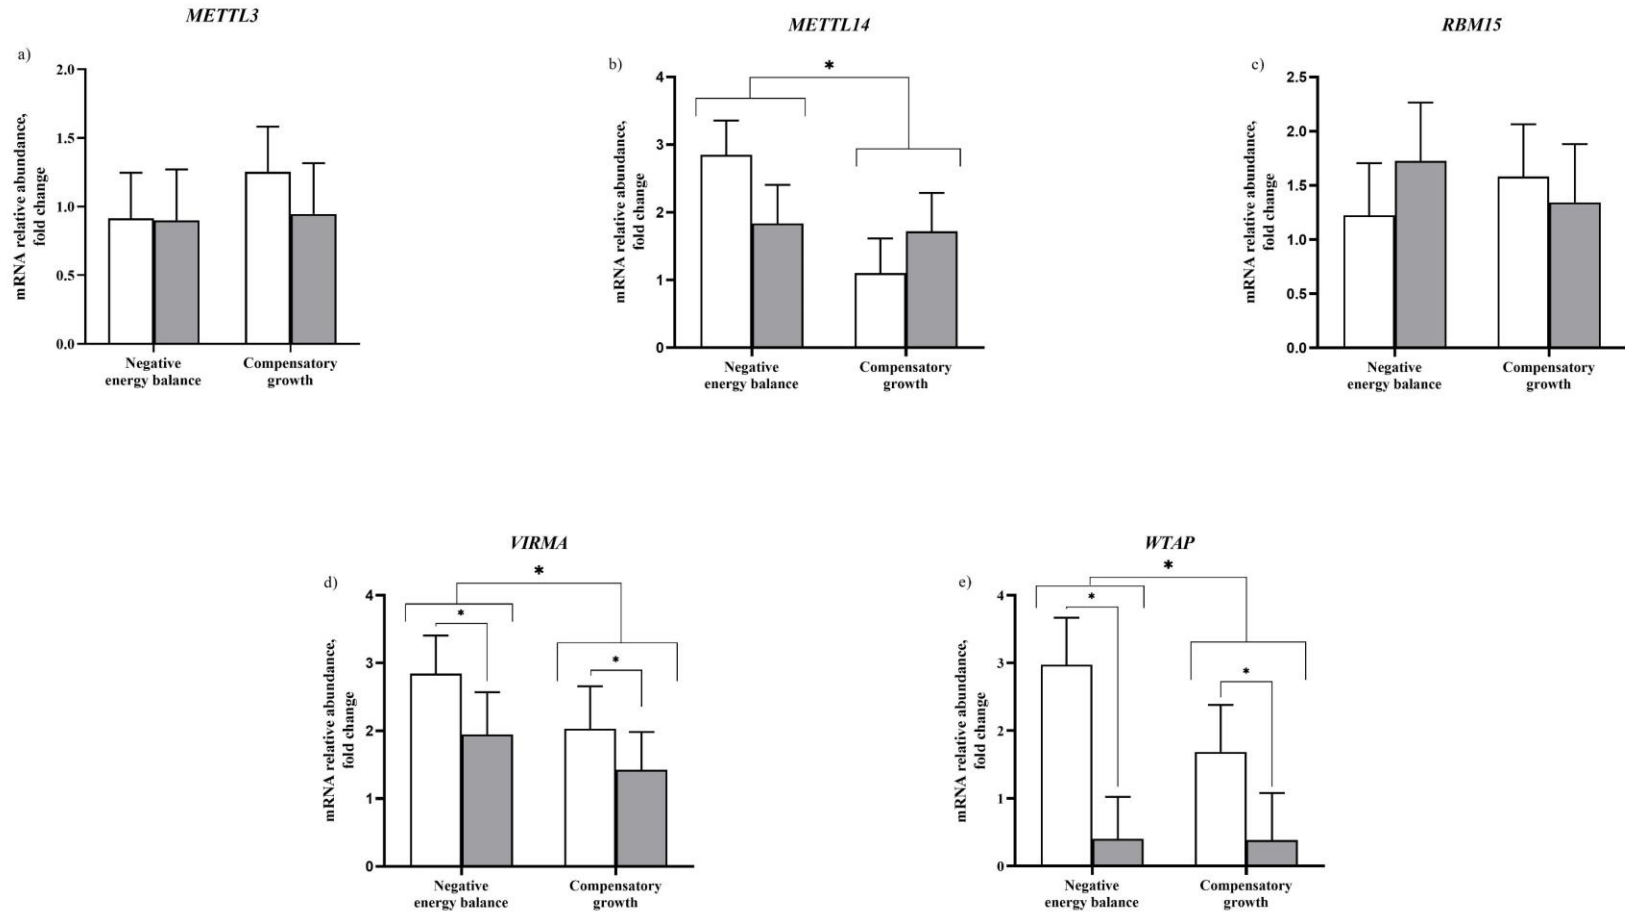 METTL3
a)
mRNA relative abundance,
fold change
2.0
1.5
1.0
0.5
0.0
Negative
energy balance
Compensatory
growth
METTL14
b)
*
mRNA relative abundance,
fold change
4
3
2
1
0
Negative
energy balance
Compensatory
growth
RBM15
c)
mRNA relative abundance,
fold change
2.5
2.0
1.5
1.0
0.5
0.0
Negative
energy balance
Compensatory
growth
VIRMA
d)
*
*
*
mRNA relative abundance,
fold change
4
3
2
1
0
Negative
energy balance
Compensatory
growth
WTAP
e)
*
*
*
mRNA relative abundance,
fold change
4
3
2
1
0
Negative
energy balance
Compensatory
growth